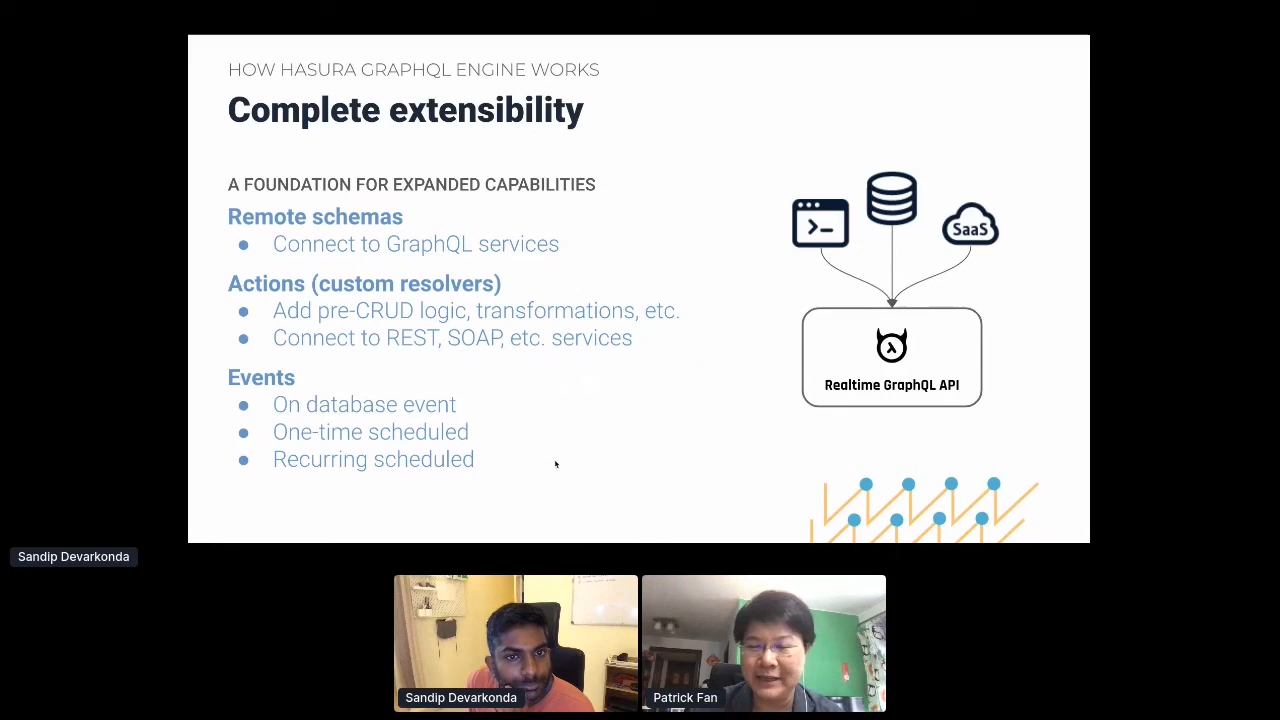 HOW HASURA GRAPHQL ENGINE WORKS
Complete extensibility
A FOUNDATION FOR EXPANDED CAPABILITIES
Remote schemas
● Connect to GraphQL services
Actions (custom resolvers)
● Add pre-CRUD logic, transformations, etc.
● Connect to REST, SOAP, etc. services
Events
● On database event
● One-time scheduled
● Recurring scheduled
SaaS
Realtime GraphQL API
Sandip Devarkonda
Sandip Devarkonda
Patrick Fan